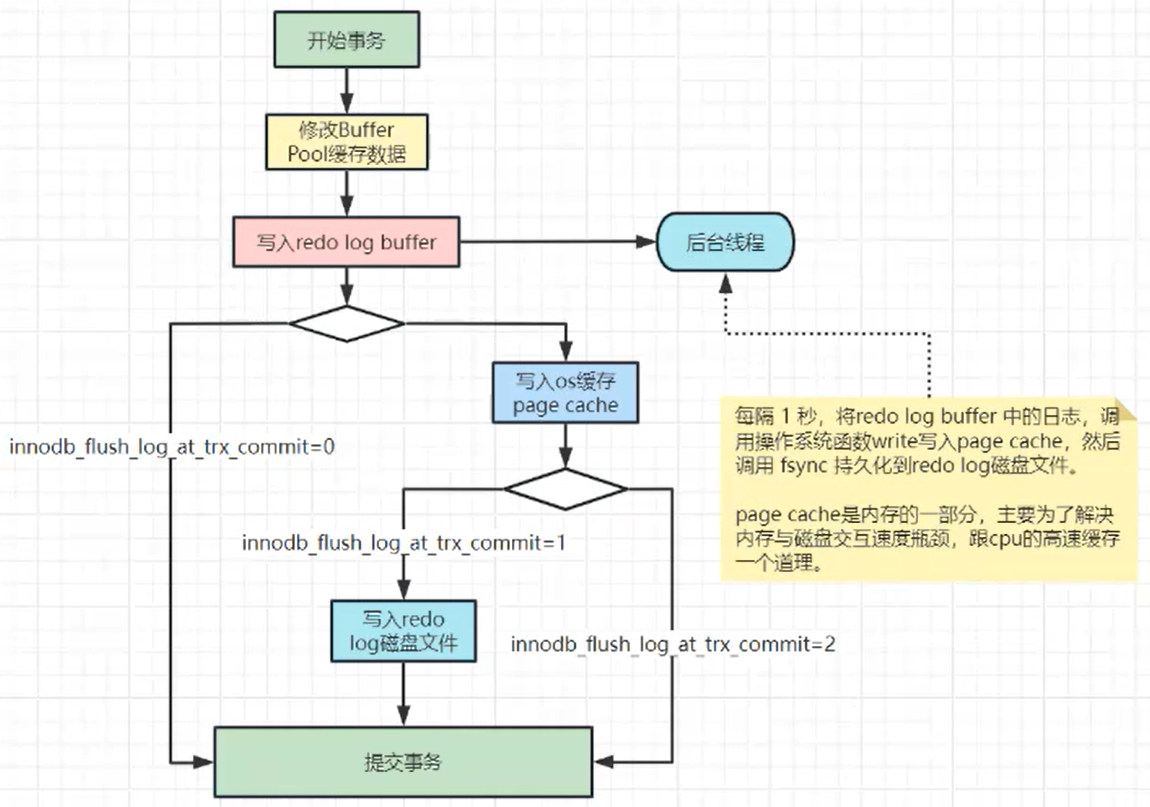 开始事务
修改Buffer
Pool缓存数据
写入redo log buffer
后台线程
写入os缓存
page cache
每隔 1 秒，将redo log buffer 中的日志，调
用操作系统函数write写入page cache，然后
调用 fsync 持久化到redo log磁盘文件。
page cache是内存的一部分，主要为了解决
内存与磁盘交互速度瓶颈，跟cpu的高速缓存
一个道理。
innodb_flush_log_at_trx_commit=0
innodb_flush_log_at_trx_commit=1
写入redo
log磁盘文件
innodb_flush_log_at_trx_commit=2
提交事务